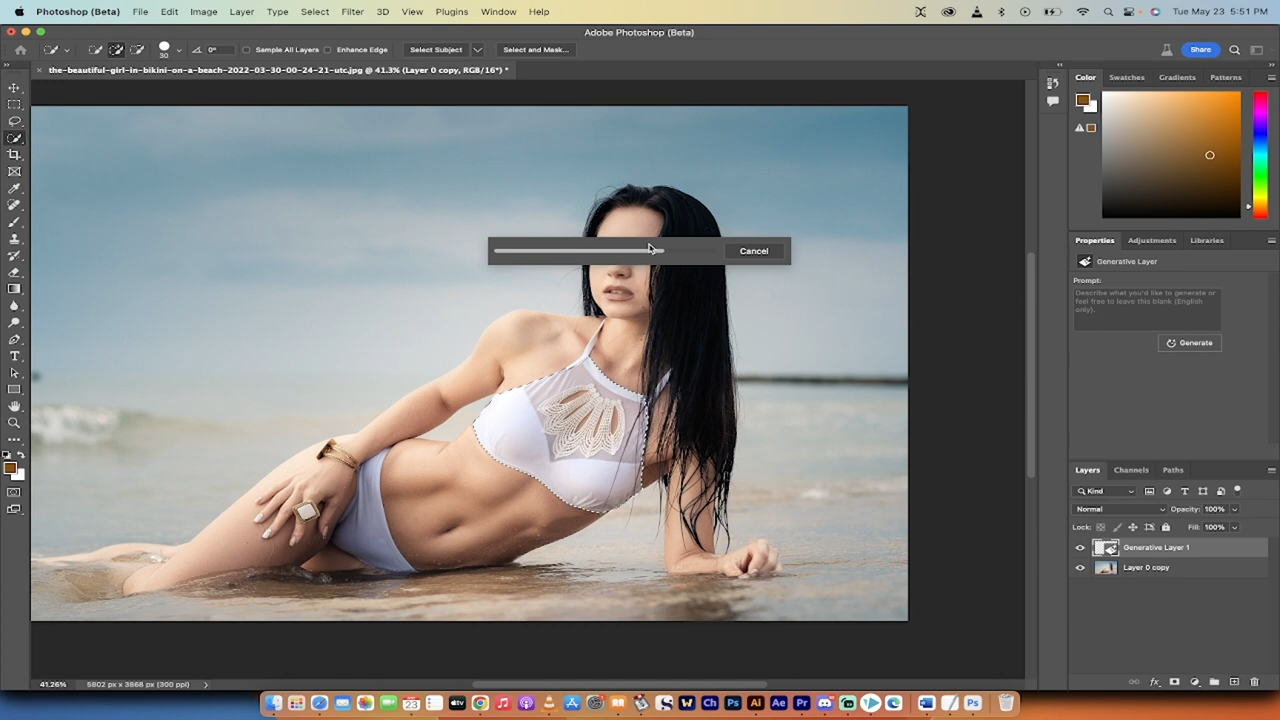 Photoshop (Beta) File Edit Image Layer Type Select Filter 3D View Plugins Window Help Tue May 23 5:51 PM
Adobe Photoshop (Beta)
30 0° Sample All Layers Enhance Edge Select Subject Select and Mask... Share
the-beautiful-girl-in-bikini-on-a-beach-2022-03-30-00-24-21-utc.jpg @ 41.3% (Layer 0 copy, RGB/16*) *
Color Swatches Gradients Patterns
Cancel
Properties Adjustments Libraries
Generative Layer
Prompt:
Describe what you'd like to generate or
feel free to leave this blank (English
only).
Generate
Layers Channels Paths
Kind
Normal Opacity: 100%
Lock: Fill: 100%
Generative Layer 1
Layer 0 copy
41.26% 5802 px x 3868 px (300 ppi)